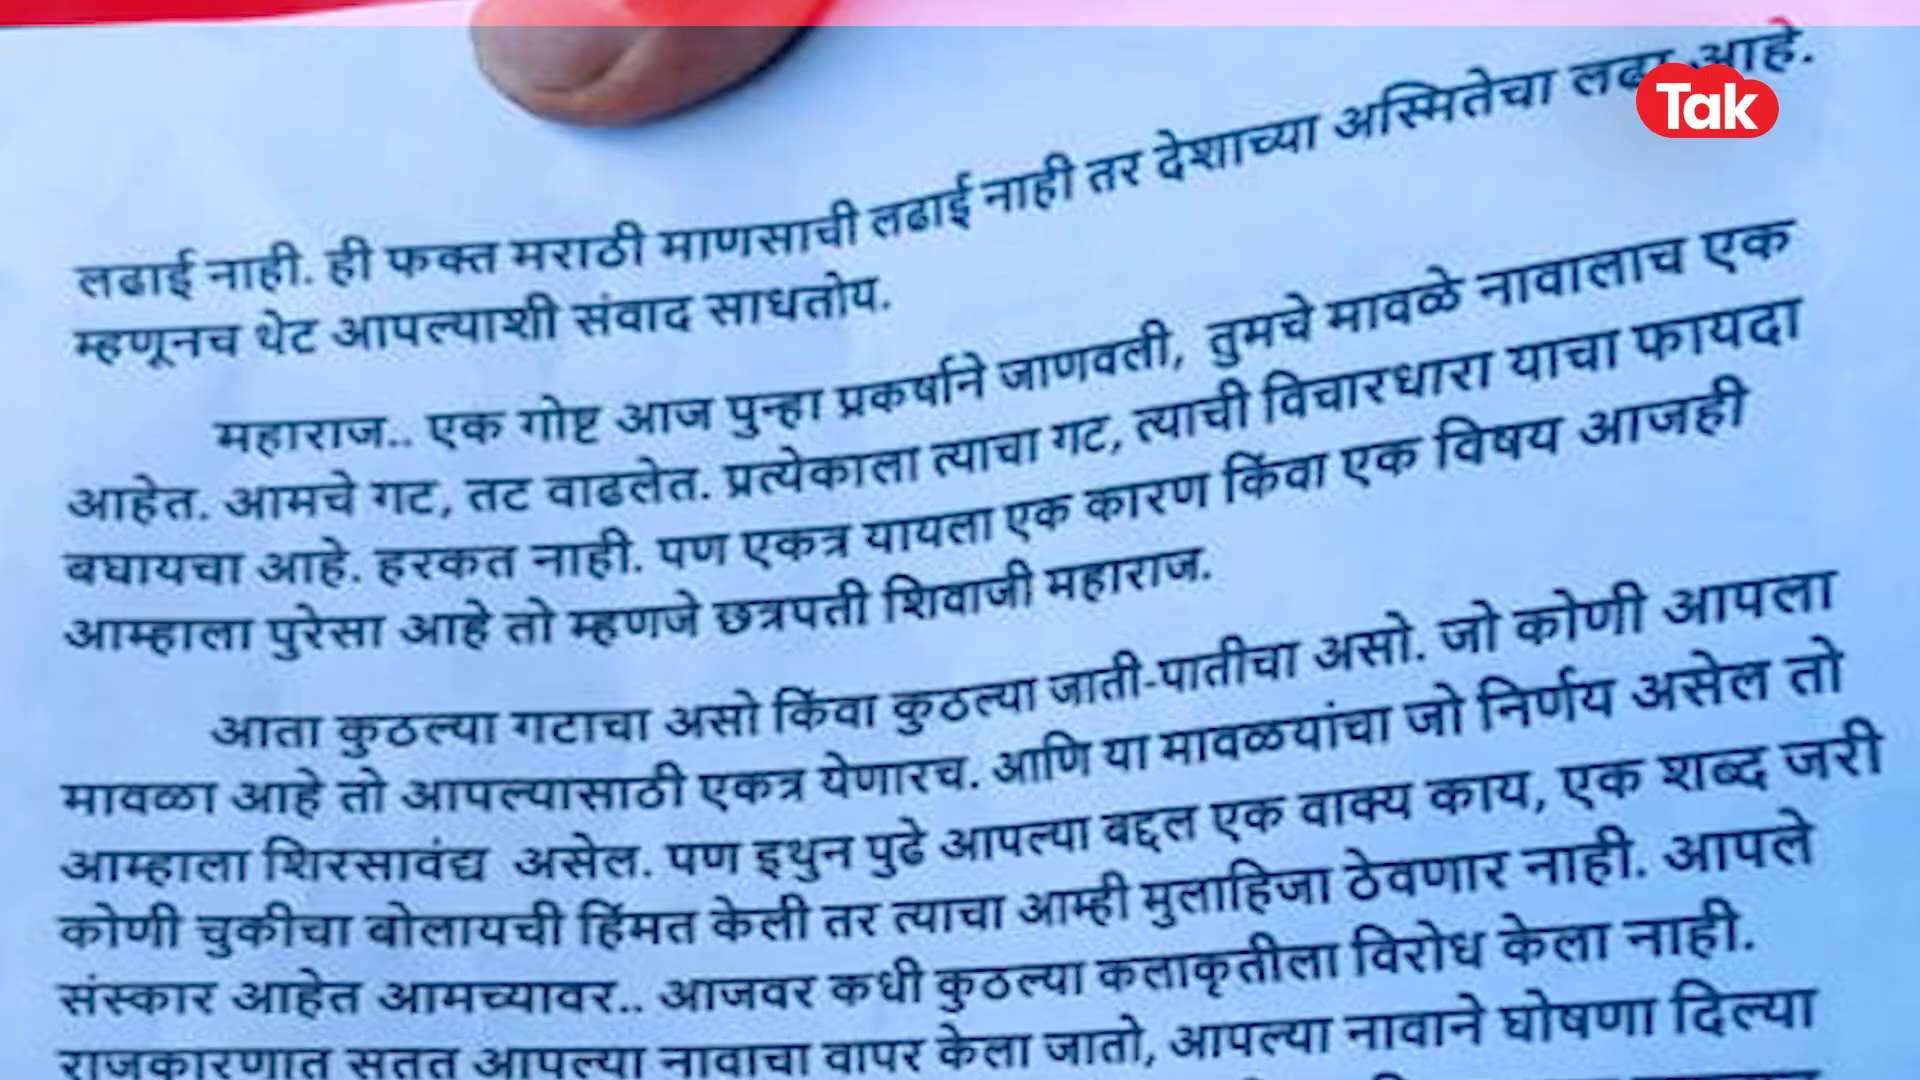 Tak
लढाई नाही. ही फक्त मराठी माणसाची लढाई नाही तर देशाच्या अस्मितेचा लढा आहे.
म्हणूनच थेट आपल्याशी संवाद साधतोय.
महाराज.. एक गोष्ट आज पुन्हा प्रकर्षाने जाणवती, तुमचे मावळे नावालाच एक
आहेत. आमचे गट, तट वाढलेत. प्रत्येकाला त्याचा गट, त्याची विचारधारा याचा फायदा
बघायचा आहे. हरकत नाही. पण एकत्र यायला एक कारण किंवा एक विषय आजही
आम्हाला पुरेसा आहे तो म्हणजे छत्रपती शिवाजी महाराज.
आता कुठल्या गटाचा असो किंवा कुठल्या जाती-पातीचा असो. जो कोणी आपला
मावळा आहे तो आपल्यासाठी एकत्र येणारच. आणि या मावळयांचा जो निर्णय असेल तो
आम्हाला शिरसावंद्य असेल. पण इथुन पुढे आपल्या बद्दल एक वाक्य काय, एक शब्द जरी
कोणी चुकीचा बोलायची हिंमत केली तर त्याचा आम्ही मुलाहिजा ठेवणार नाही. आपले
संस्कार आहेत आमच्यावर.. आजवर कधी कुठल्या कलाकृतीला विरोध केला नाही.
राजकारणात सतत आपल्या नावाचा वापर केला जातो, आपल्या नावाने घोषणा दिल्या